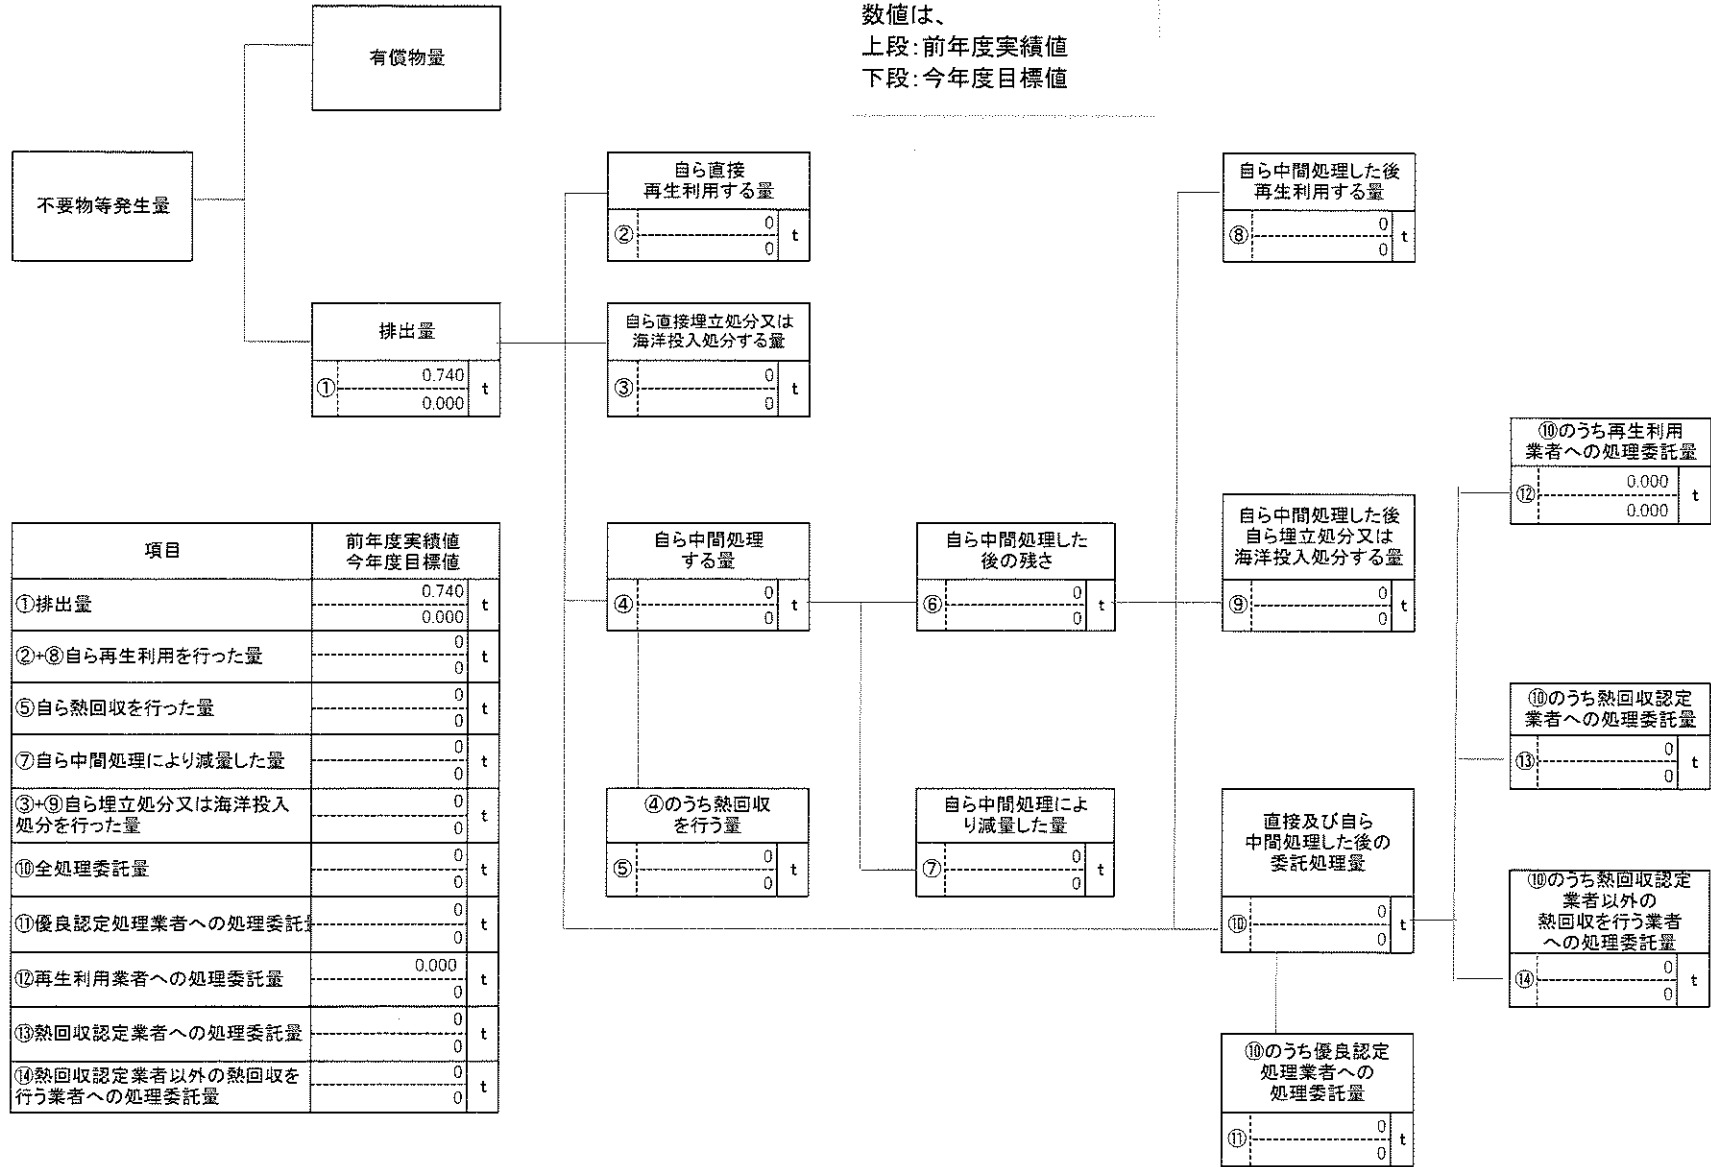 数値は、
上段:前年度実績値
下段:今年度目標値
有償物量
不要物等発生量
排出量
① 0.740 t
0.000
自ら直接
再生利用する量
② 0 t
0
自ら直接埋立処分又は
海洋投入処分する量
③ 0 t
0
自ら中間処理した後
再生利用する量
⑧ 0 t
0
自ら中間処理
する量
④ 0 t
0
自ら中間処理した
後の残さ
⑥ 0 t
0
自ら中間処理した後
自ら埋立処分又は
海洋投入処分する量
⑨ 0 t
0
④のうち熱回収
を行う量
⑤ 0 t
0
自ら中間処理によ
り減量した量
⑦ 0 t
0
直接及び自ら
中間処理した後の
委託処理量
⑩ 0 t
0
⑩のうち優良認定
処理業者への
処理委託量
⑪ 0 t
0
⑩のうち再生利用
業者への処理委託量
⑫ 0.000 t
0.000
⑩のうち熱回収認定
業者への処理委託量
⑬ 0 t
0
⑩のうち熱回収認定
業者以外の
熱回収を行う業者
への処理委託量
⑭ 0 t
0
項目 前年度実績値
今年度目標値
①排出量 0.740 t
0.000
②+⑧自ら再生利用を行った量 0 t
0
⑤自ら熱回収を行った量 0 t
0
⑦自ら中間処理により減量した量 0 t
0
③+⑨自ら埋立処分又は海洋投入
処分を行った量 0 t
0
⑩全処理委託量 0 t
0
⑪優良認定処理業者への処理委託 0 t
0
⑫再生利用業者への処理委託量 0.000 t
0
⑬熱回収認定業者への処理委託量 0 t
0
⑭熱回収認定業者以外の熱回収を
行う業者への処理委託量 0 t
0